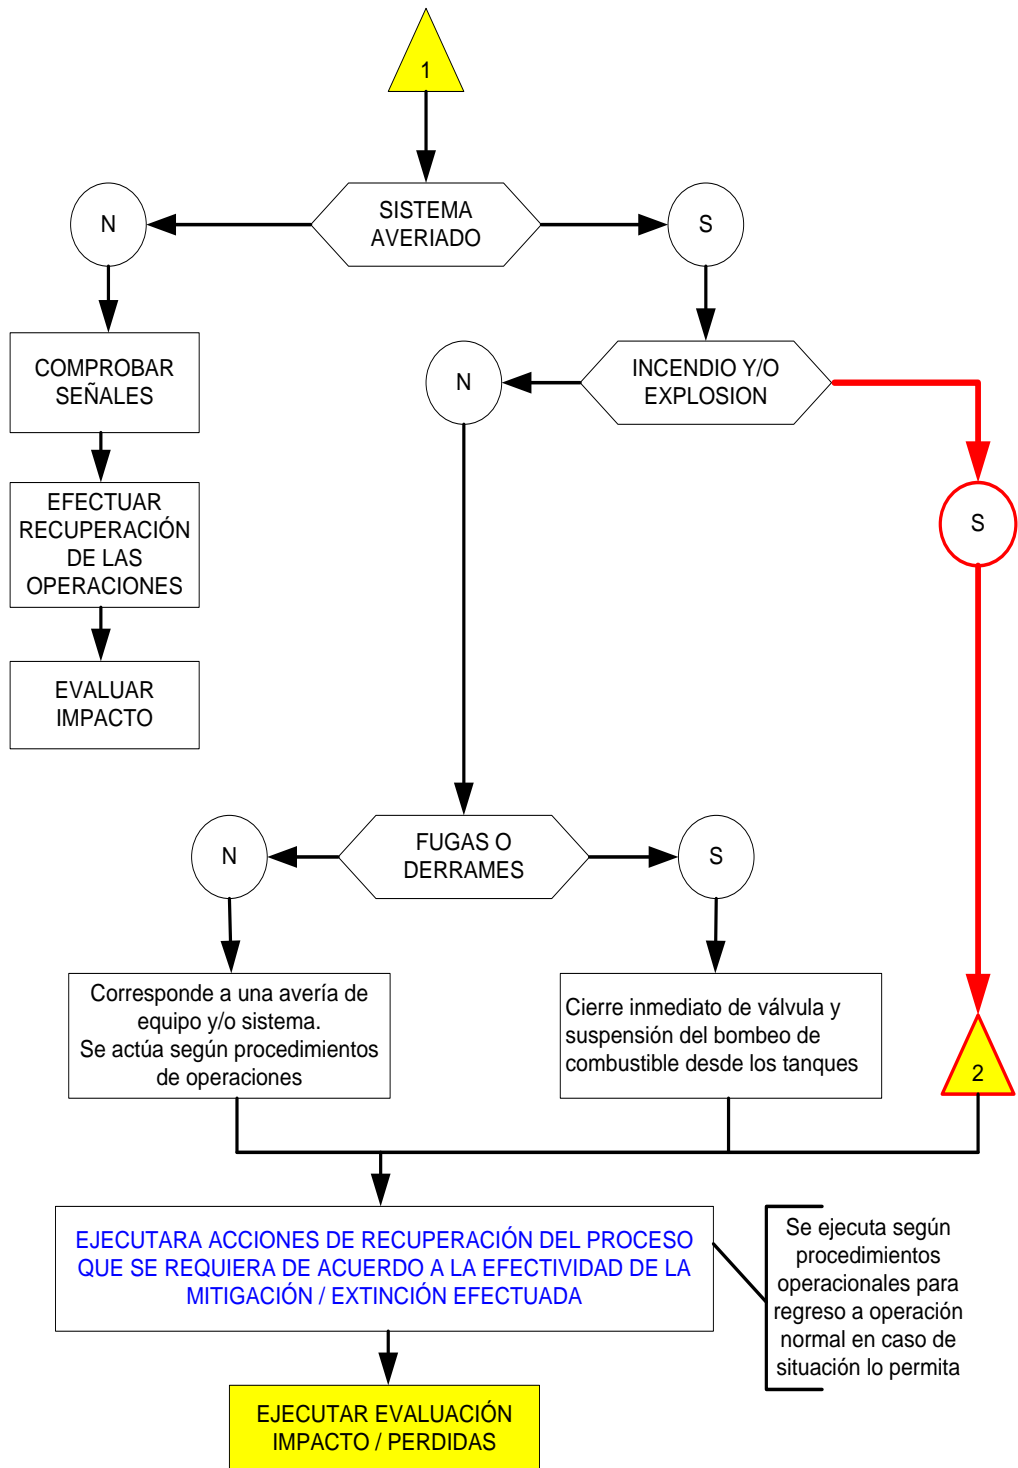 1
SISTEMA
AVERIADO
N
S
COMPROBAR
SEÑALES
INCENDIO Y/O
EXPLOSION
N
S
EFECTUAR
RECUPERACIÓN
DE LAS
OPERACIONES
EVALUAR
IMPACTO
FUGAS O
DERRAMES
N
S
Corresponde a una avería de
equipo y/o sistema.
Se actúa según procedimientos
de operaciones
Cierre inmediato de válvula y
suspensión del bombeo de
combustible desde los tanques
2
EJECUTARA ACCIONES DE RECUPERACIÓN DEL PROCESO
QUE SE REQUIERA DE ACUERDO A LA EFECTIVIDAD DE LA
MITIGACIÓN / EXTINCIÓN EFECTUADA
Se ejecuta según
procedimientos
operacionales para
regreso a operación
normal en caso de
situación lo permita
EJECUTAR EVALUACIÓN
IMPACTO / PERDIDAS